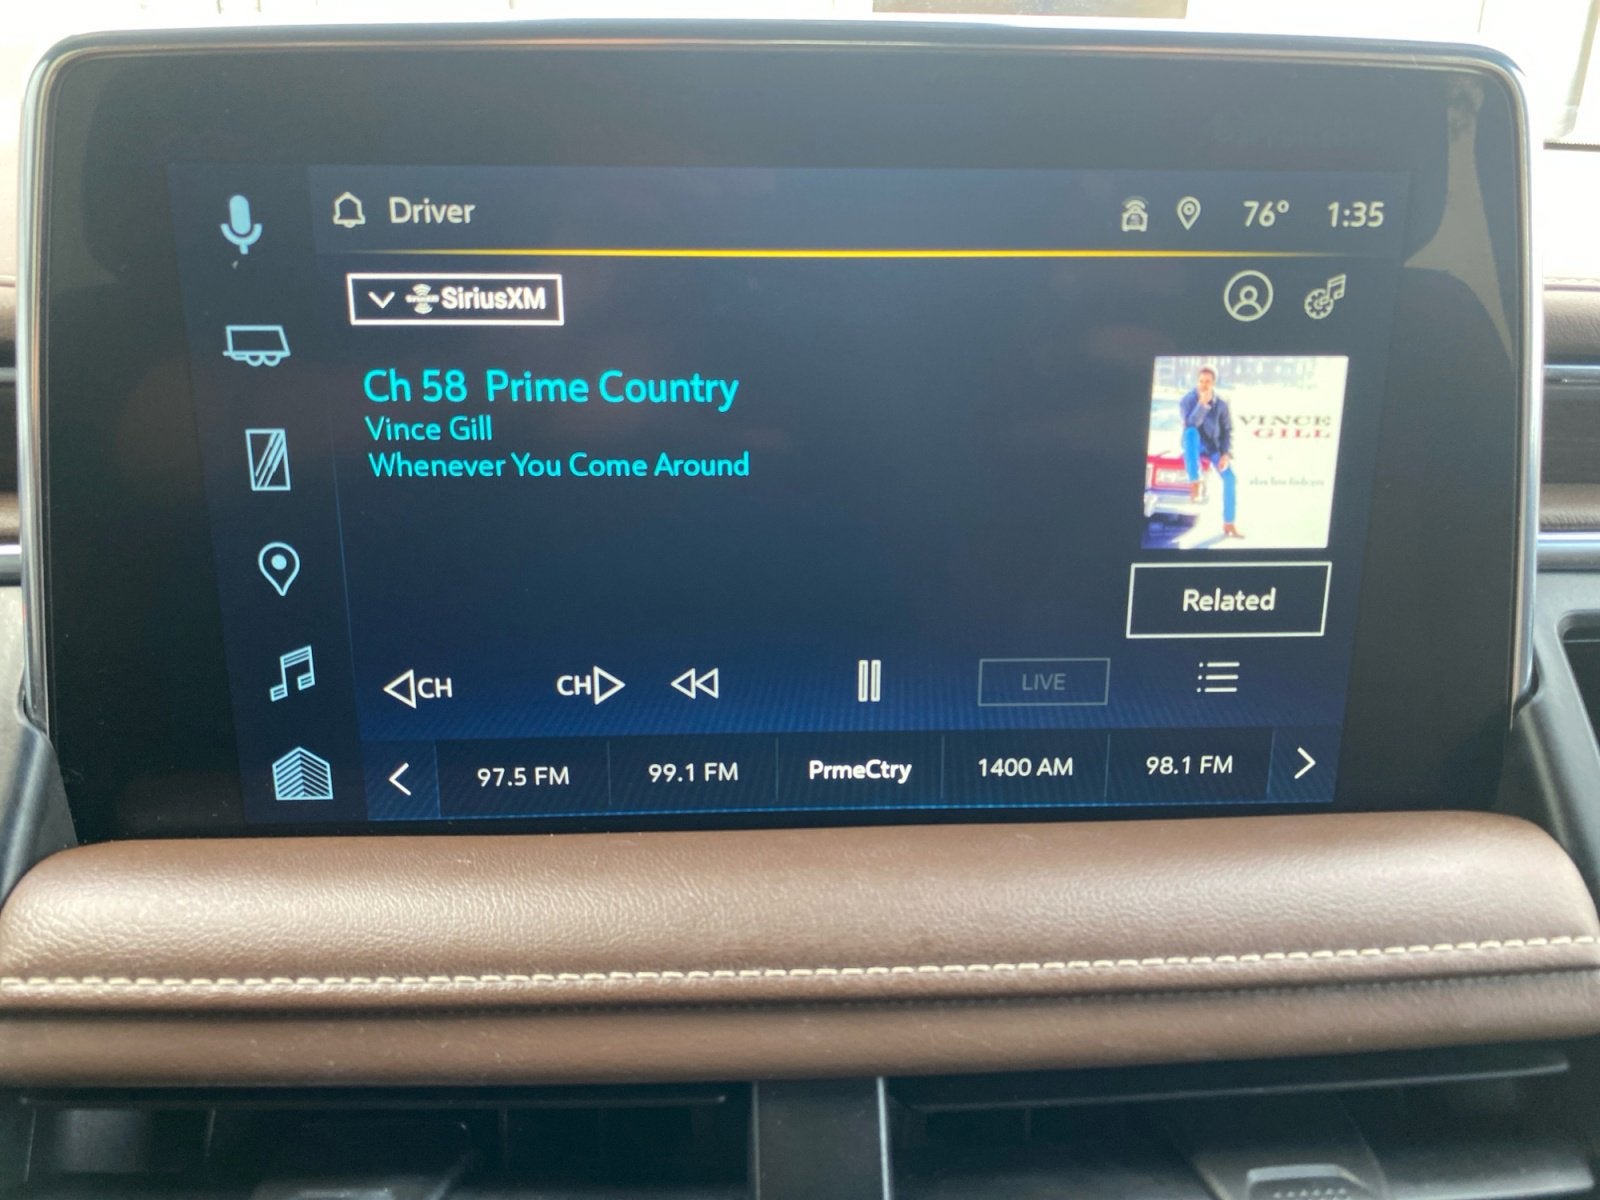 Driver
76° 1:35
SiriusXM
Ch 58 Prime Country
Vince Gill
Whenever You Come Around
VINCE
GILL
Related
CH CH LIVE
97.5 FM 99.1 FM PrmeCtry 1400 AM 98.1 FM